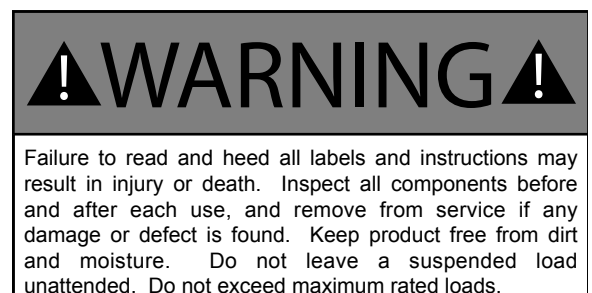 WARNING
Failure to read and heed all labels and instructions may
result in injury or death. Inspect all components before
and after each use, and remove from service if any
damage or defect is found. Keep product free from dirt
and moisture. Do not leave a suspended load
unattended. Do not exceed maximum rated loads.